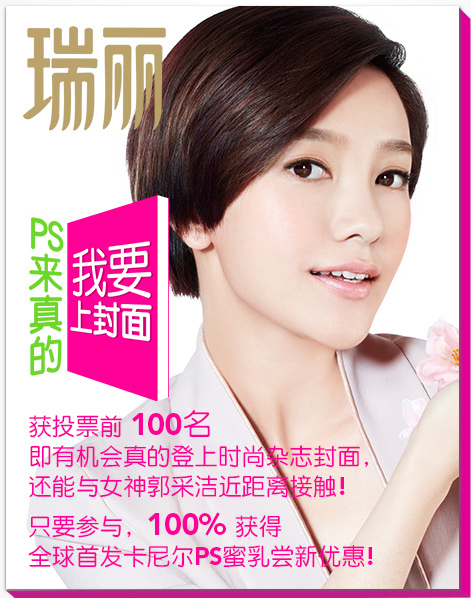 瑞丽
PS来真的
我要
上封面
获投票前 100名
即有机会真的登上时尚杂志封面，
还能与女神郭采洁近距离接触!
只要参与，100% 获得
全球首发卡尼尔PS蜜乳尝新优惠!